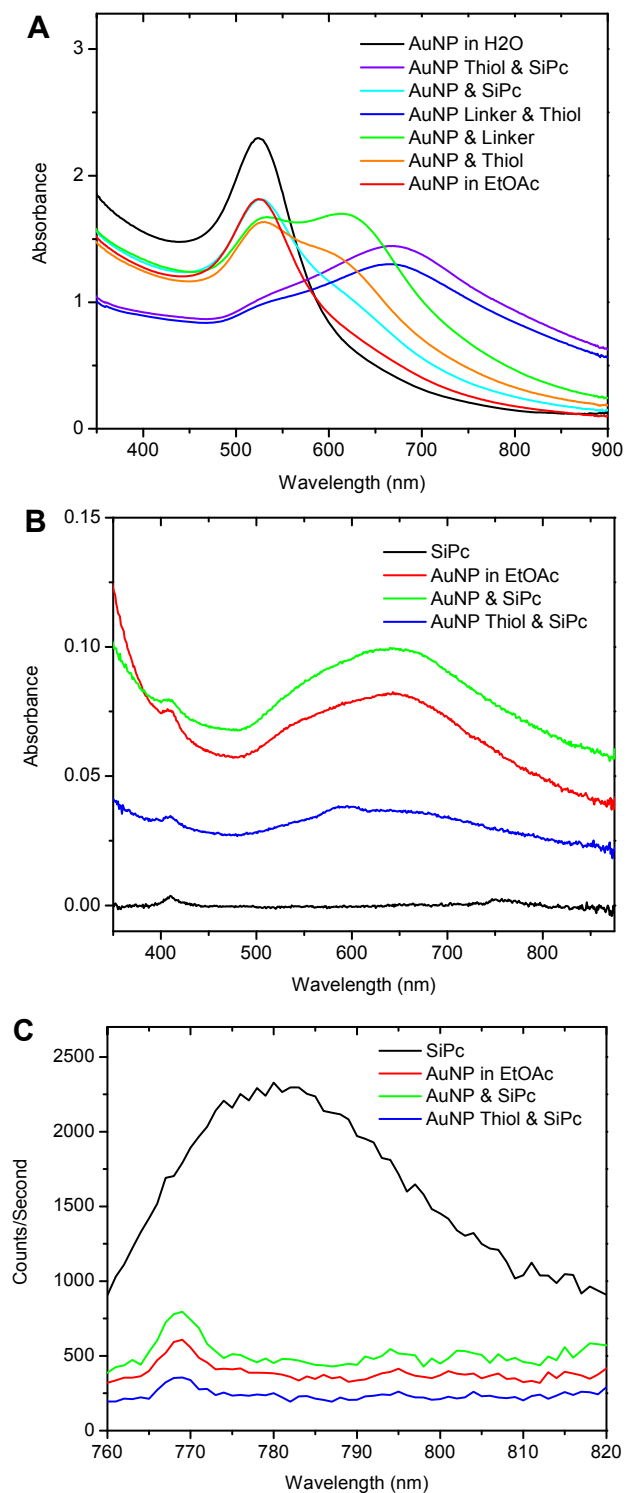 A
AuNP in H2O
AuNP Thiol & SiPc
AuNP & SiPc
AuNP Linker & Thiol
AuNP & Linker
AuNP & Thiol
AuNP in EtOAc
3
2
1
0
Absorbance
400 500 600 700 800 900
Wavelength (nm)
B
SiPc
AuNP in EtOAc
AuNP & SiPc
AuNP Thiol & SiPc
0.15
0.10
0.05
0.00
Absorbance
400 500 600 700 800
Wavelength (nm)
C
SiPc
AuNP in EtOAc
AuNP & SiPc
AuNP Thiol & SiPc
2500
2000
1500
1000
500
0
Counts/Second
760 770 780 790 800 810 820
Wavelength (nm)